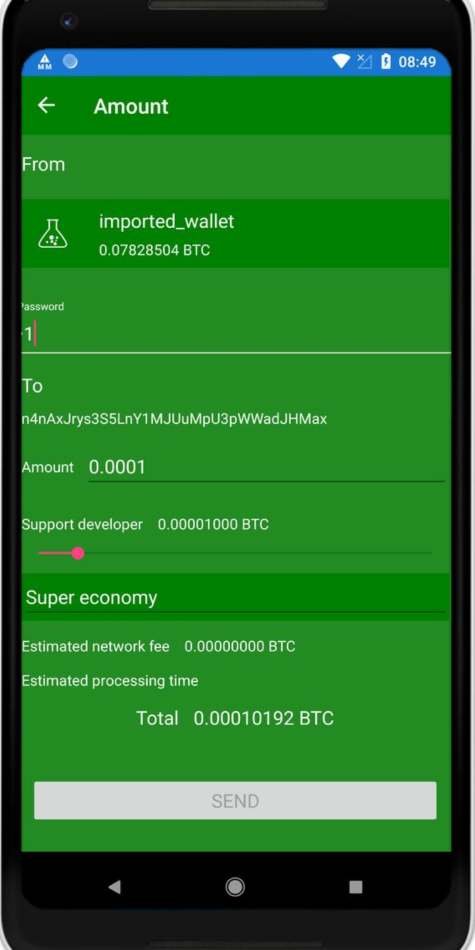 MM 08:49
Amount
From
imported_wallet
0.07828504 BTC
Password
1
To
n4nAxJrys3S5LnY1MJUuMpU3pWWadJHMax
Amount 0.0001
Support developer 0.00001000 BTC
Super economy
Estimated network fee 0.00000000 BTC
Estimated processing time
Total 0.00010192 BTC
SEND